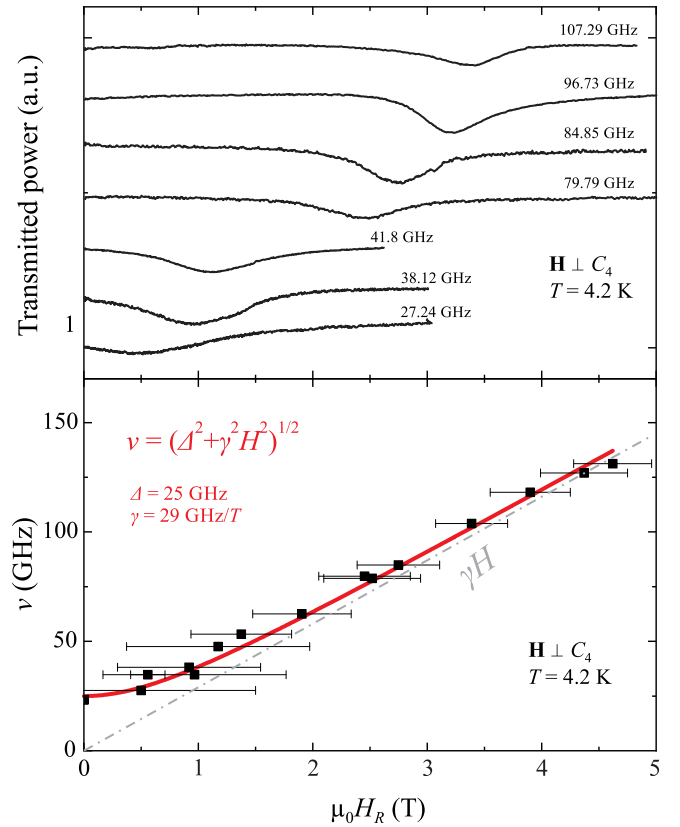 Transmitted power (a.u.)
1
107.29 GHz
96.73 GHz
84.85 GHz
79.79 GHz
41.8 GHz
38.12 GHz
27.24 GHz
H ⊥ C₄
T = 4.2 K
ν (GHz)
150
100
50
0
ν = (Δ²+γ²H²)^1/2
Δ = 25 GHz
γ = 29 GHz/T
γH
H ⊥ C₄
T = 4.2 K
0 1 2 3 4 5
μ₀H_R (T)